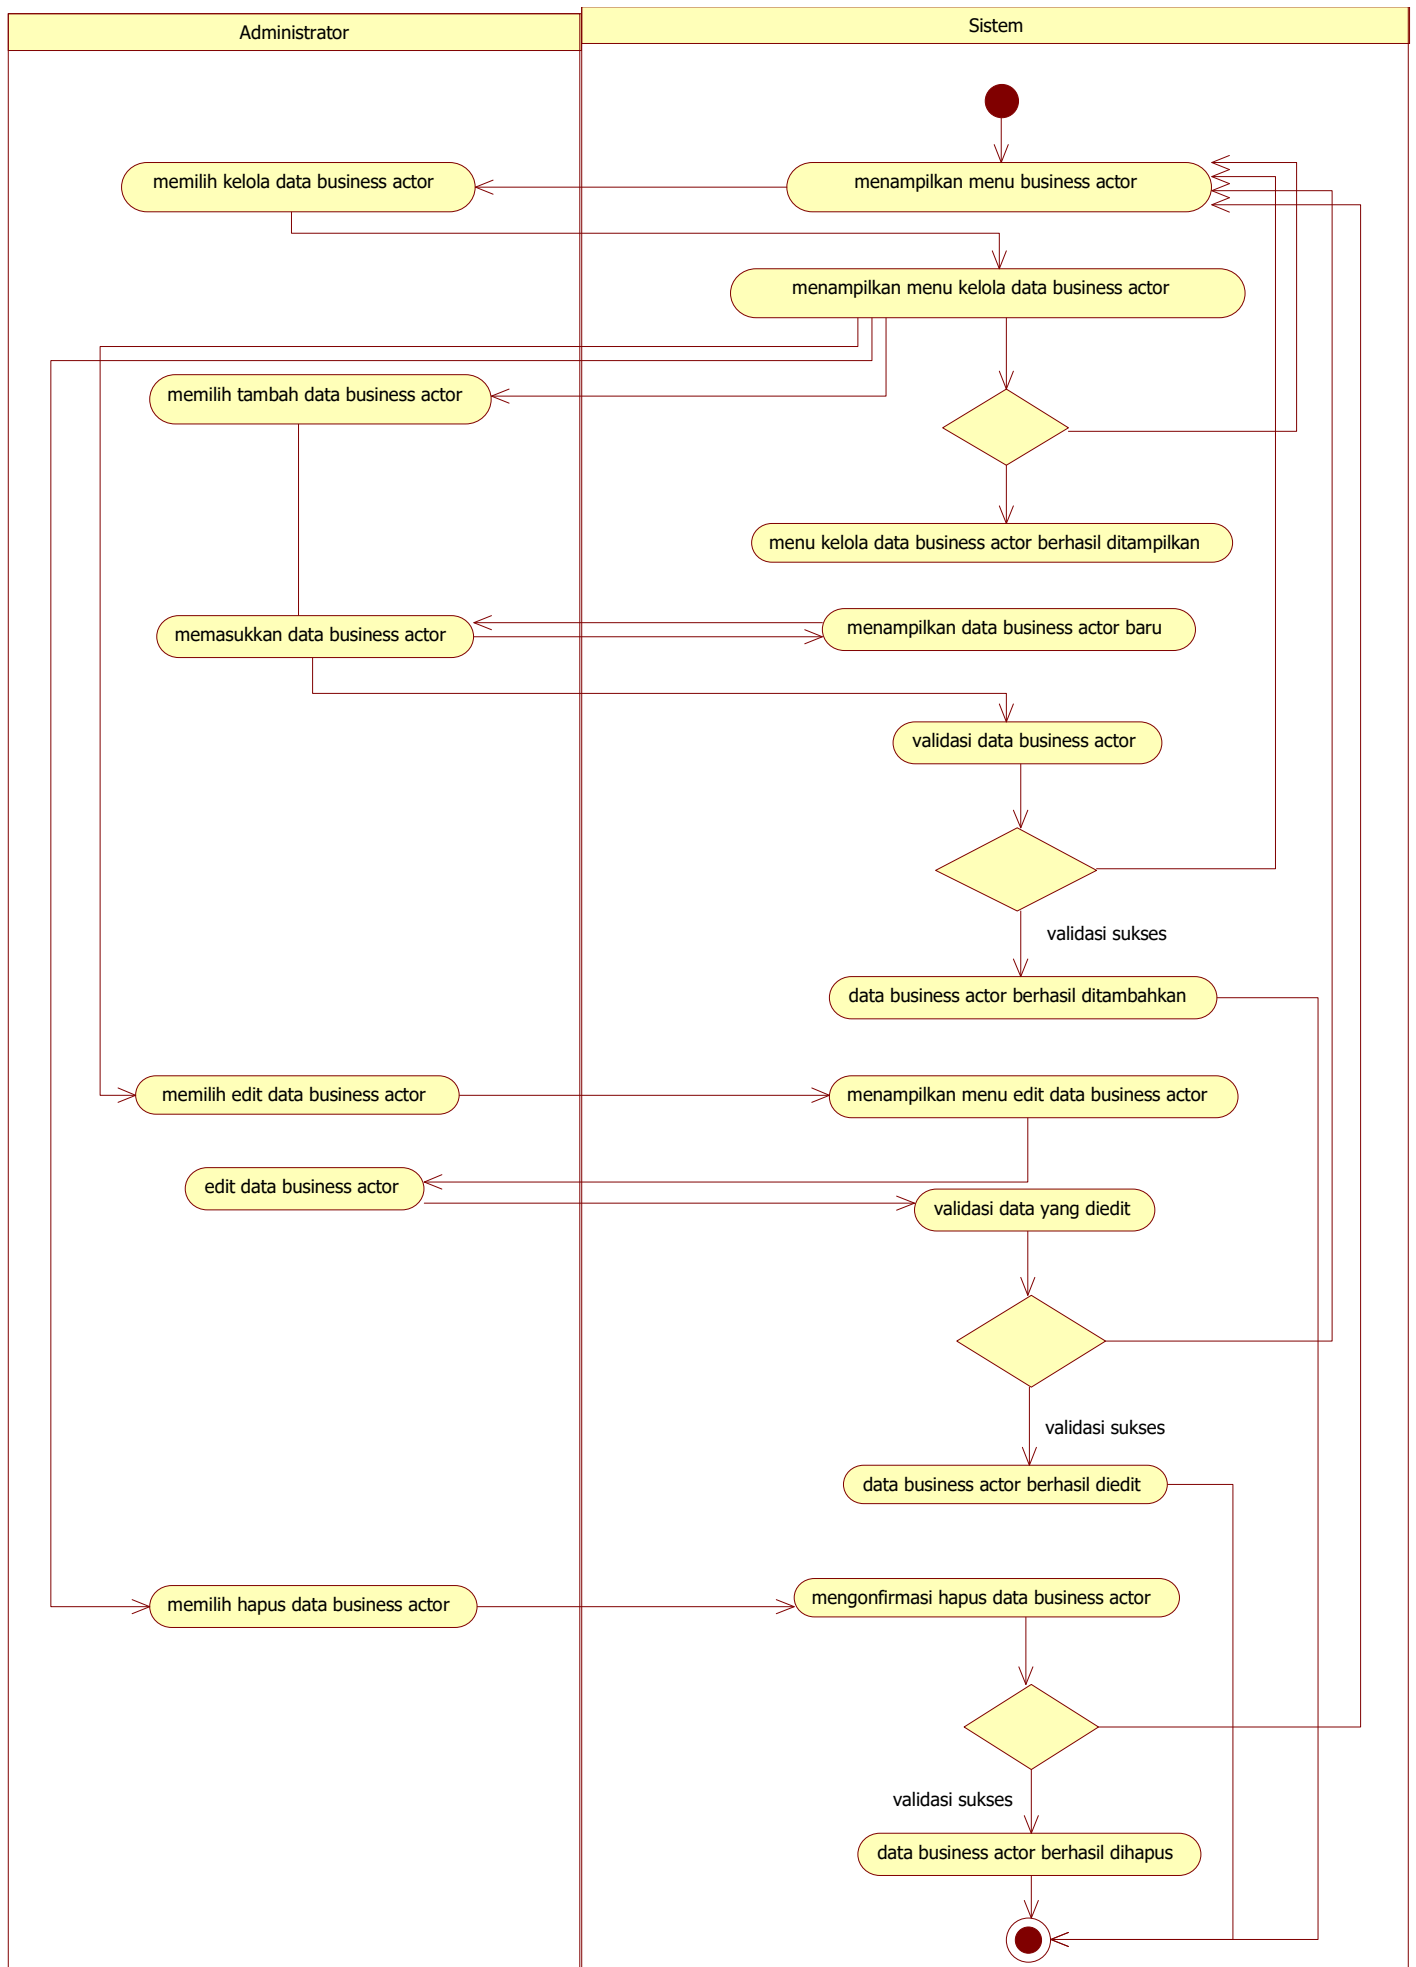 Administrator
Sistem
memilih kelola data business actor
menampilkan menu business actor
menampilkan menu kelola data business actor
memilih tambah data business actor
menu kelola data business actor berhasil ditampilkan
memasukkan data business actor
menampilkan data business actor baru
validasi data business actor
validasi sukses
data business actor berhasil ditambahkan
memilih edit data business actor
menampilkan menu edit data business actor
edit data business actor
validasi data yang diedit
validasi sukses
data business actor berhasil diedit
memilih hapus data business actor
mengonfirmasi hapus data business actor
validasi sukses
data business actor berhasil dihapus